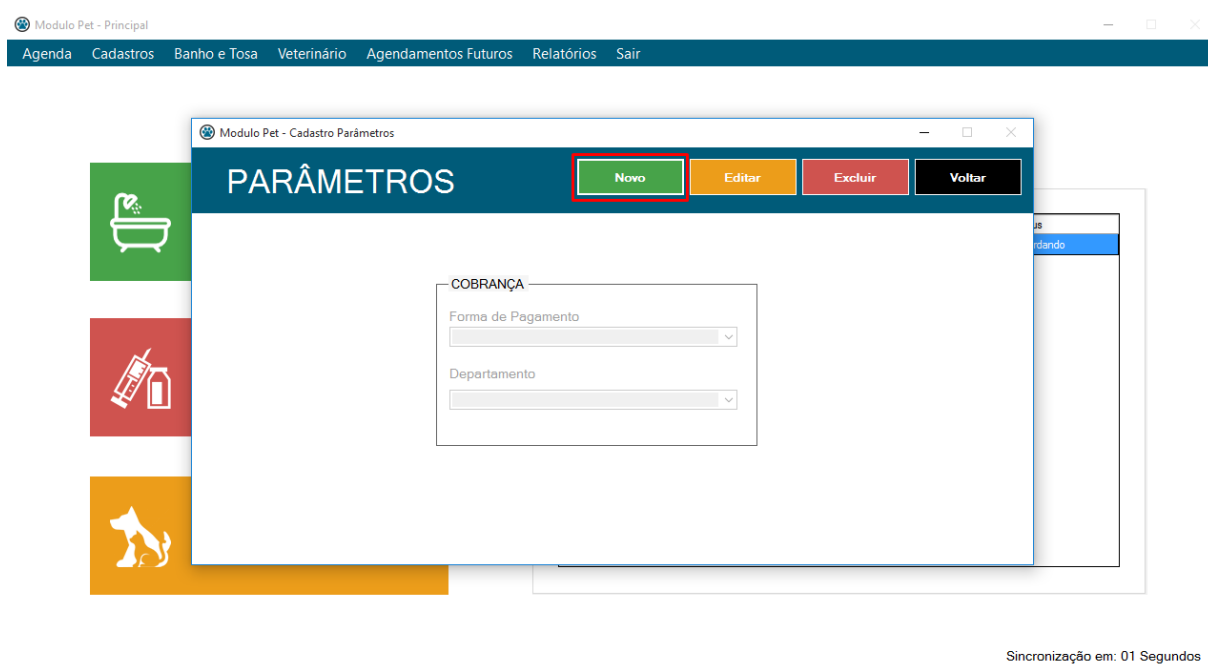 Modulo Pet - Principal
Agenda Cadastros Banho e Tosa Veterinário Agendamentos Futuros Relatórios Sair
Modulo Pet - Cadastro Parâmetros
PARÂMETROS
Novo Editar Excluir Voltar
COBRANÇA
Forma de Pagamento
Departamento
Sincronização em: 01 Segundos